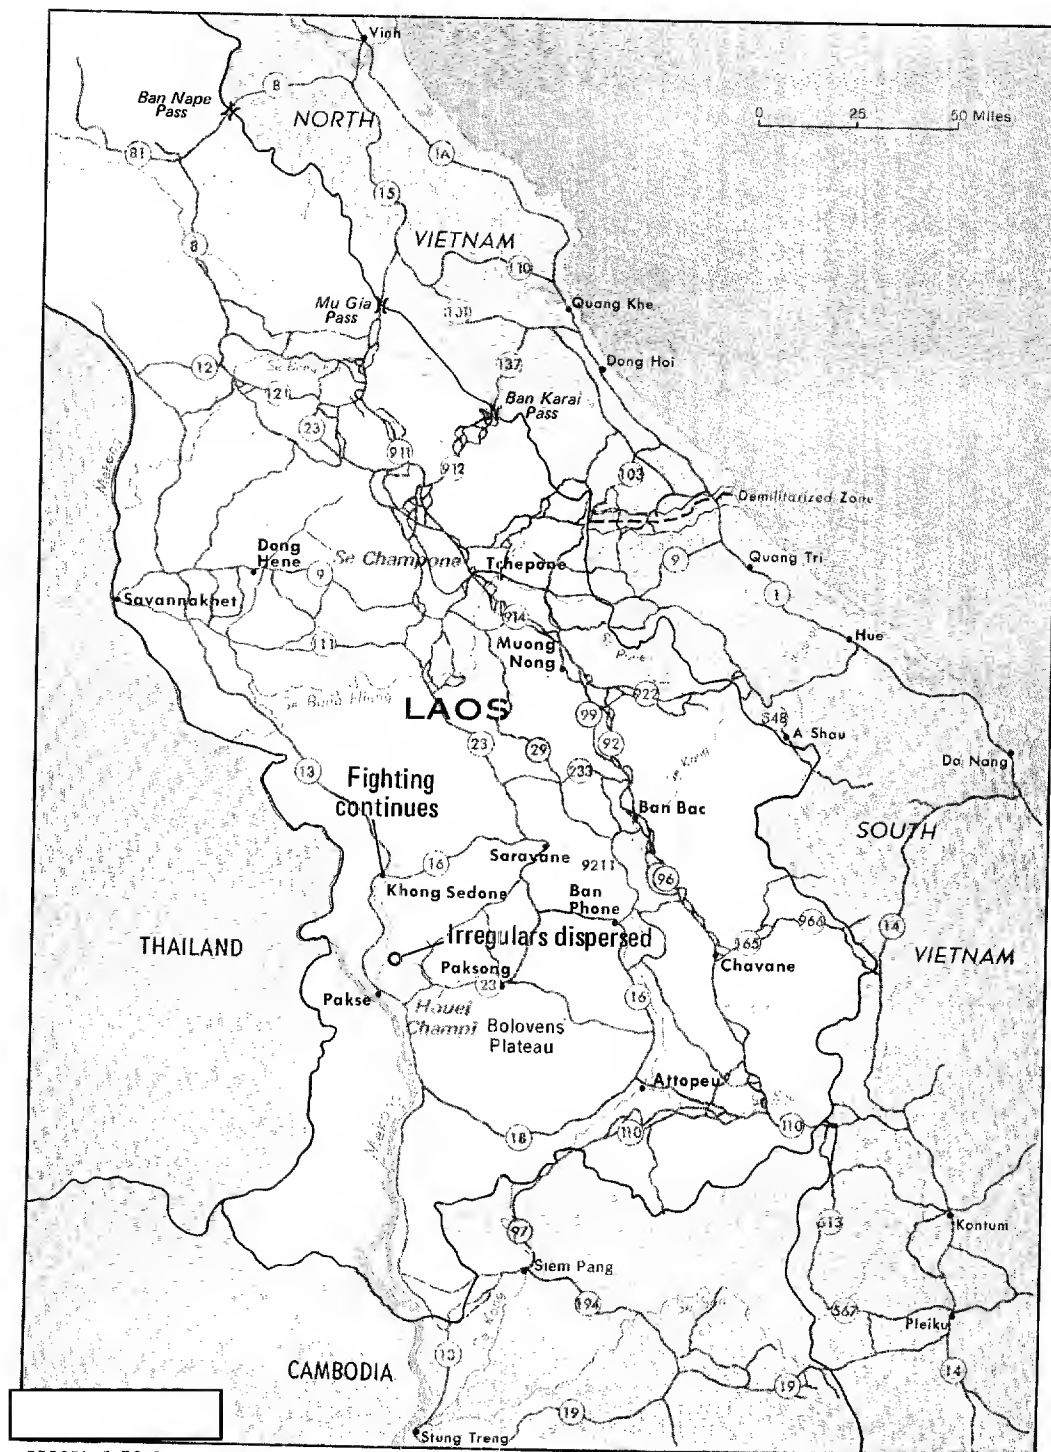 Vinh
Ban Nape
Pass
8
NORTH
0 25 50 Miles
81
1A
15
VIETNAM
8
110
Mu Gia
Pass
101
Quang Khe
12
137
Dong Hoi
121
Ban Karai
Pass
23
911
912
103
Mekong
Demilitarized Zone
Dong
Hene
Se Champone
Tchepone
9
Quang Tri
9
Savannakhet
1
914
11
Muong
Nong
Hue
922
LAOS
99
548
A Shau
23
29
92
Da Nang
13
233
Fighting
continues
Ban Bac
SOUTH
Saravane
16
9211
96
Khong Sedone
Ban
Phone
966
14
THAILAND
Irregulars dispersed
165
VIETNAM
Paksong
Chavane
23
Pakse
16
Houei
Champi
Bolovens
Plateau
Attopeu
18
110
110
613
Kontum
97
Siem Pang
194
567
Pleiku
13
CAMBODIA
19
14
19
Stung Treng